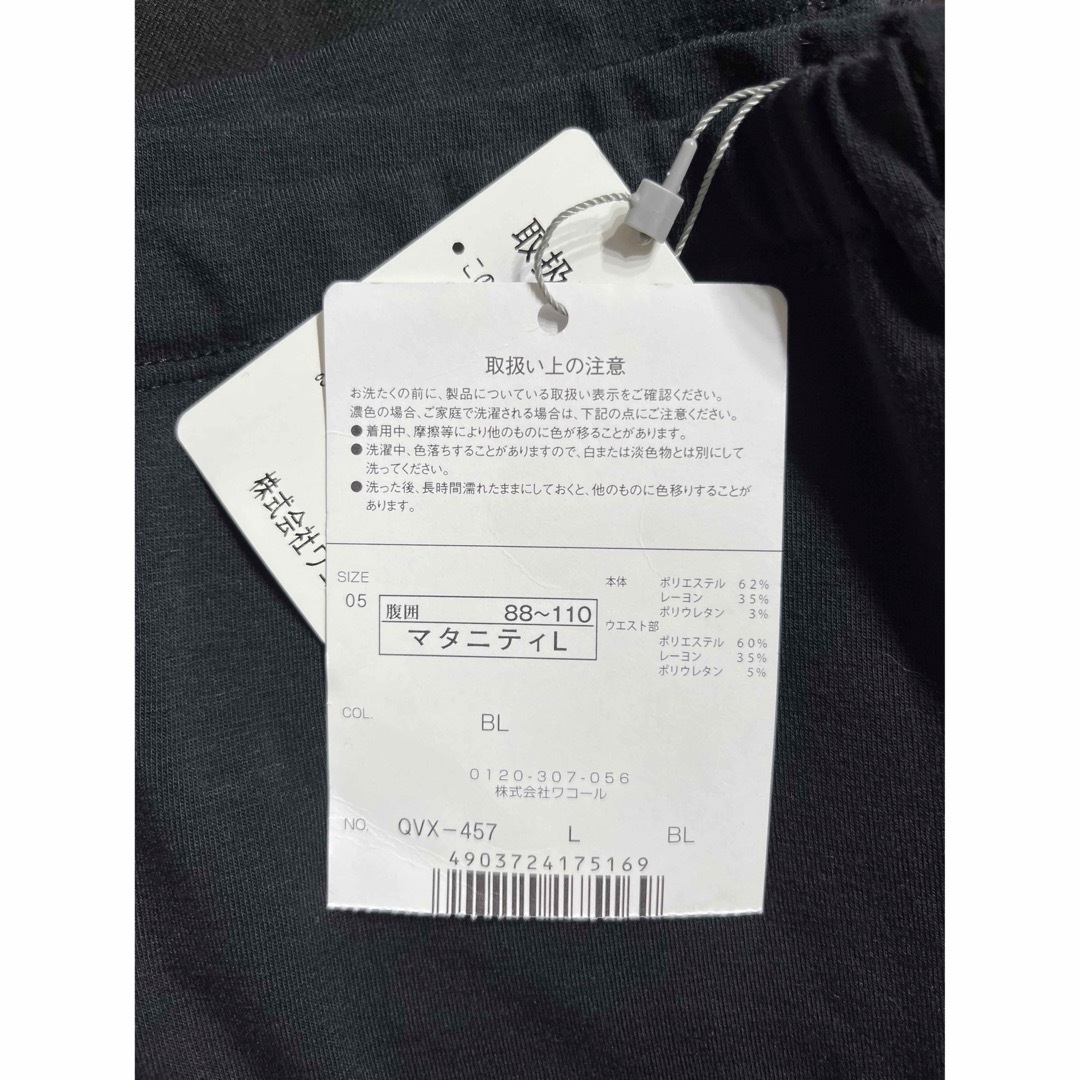 取扱
この
株式会社ワコ
取扱い上の注意
お洗たくの前に、製品についている取扱い表示をご確認ください。
濃色の場合、ご家庭で洗濯される場合は、下記の点にご注意ください。
●着用中、摩擦等により他のものに色が移ることがあります。
●洗濯中、色落ちすることがありますので、白または淡色物とは別にして
洗ってください。
●洗った後、長時間濡れたままにしておくと、他のものに色移りすることが
あります。
SIZE
05
腹囲 88~110
マタニティL
本体 ポリエステル 62%
レーヨン 35%
ポリウレタン 3%
ウエスト部
ポリエステル 60%
レーヨン 35%
ポリウレタン 5%
COL. BL
0120-307-056
株式会社ワコール
NO. QVX-457 L BL
4903724175169